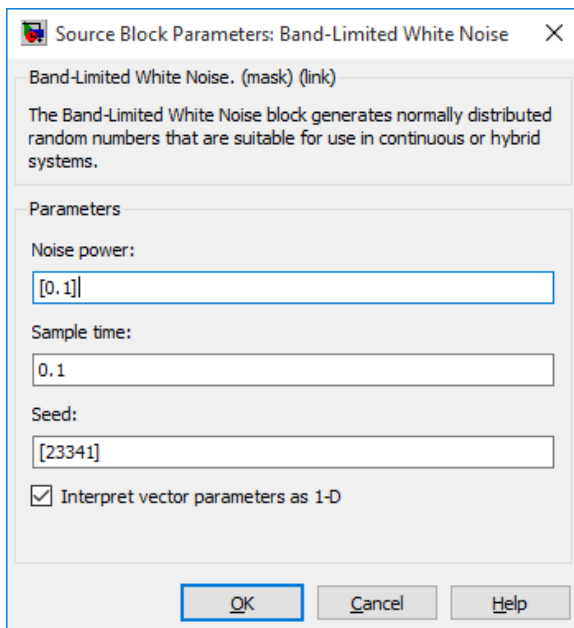 Source Block Parameters: Band-Limited White Noise
Band-Limited White Noise. (mask) (link)
The Band-Limited White Noise block generates normally distributed
random numbers that are suitable for use in continuous or hybrid
systems.
Parameters
Noise power:
[0.1]
Sample time:
0.1
Seed:
[23341]
Interpret vector parameters as 1-D
OK Cancel Help